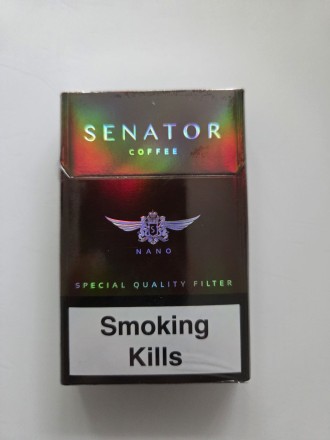 SENATOR
COFFEE
S
NANO
SPECIAL QUALITY FILTER
Smoking
Kills